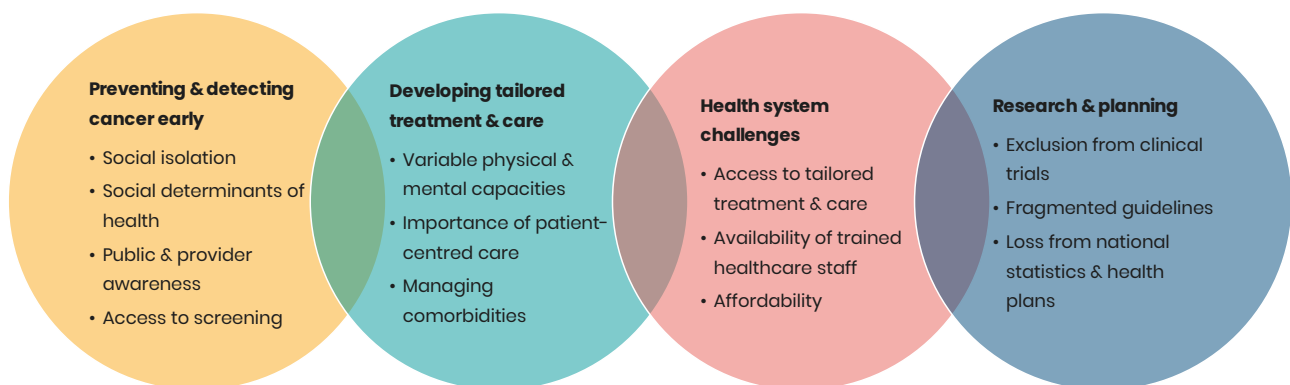 Preventing & detecting
cancer early
• Social isolation
• Social determinants of
health
• Public & provider
awareness
• Access to screening
Developing tailored
treatment & care
• Variable physical &
mental capacities
• Importance of patient-
centred care
• Managing
comorbidities
Health system
challenges
• Access to tailored
treatment & care
• Availability of trained
healthcare staff
• Affordability
Research & planning
• Exclusion from clinical
trials
• Fragmented guidelines
• Loss from national
statistics & health
plans